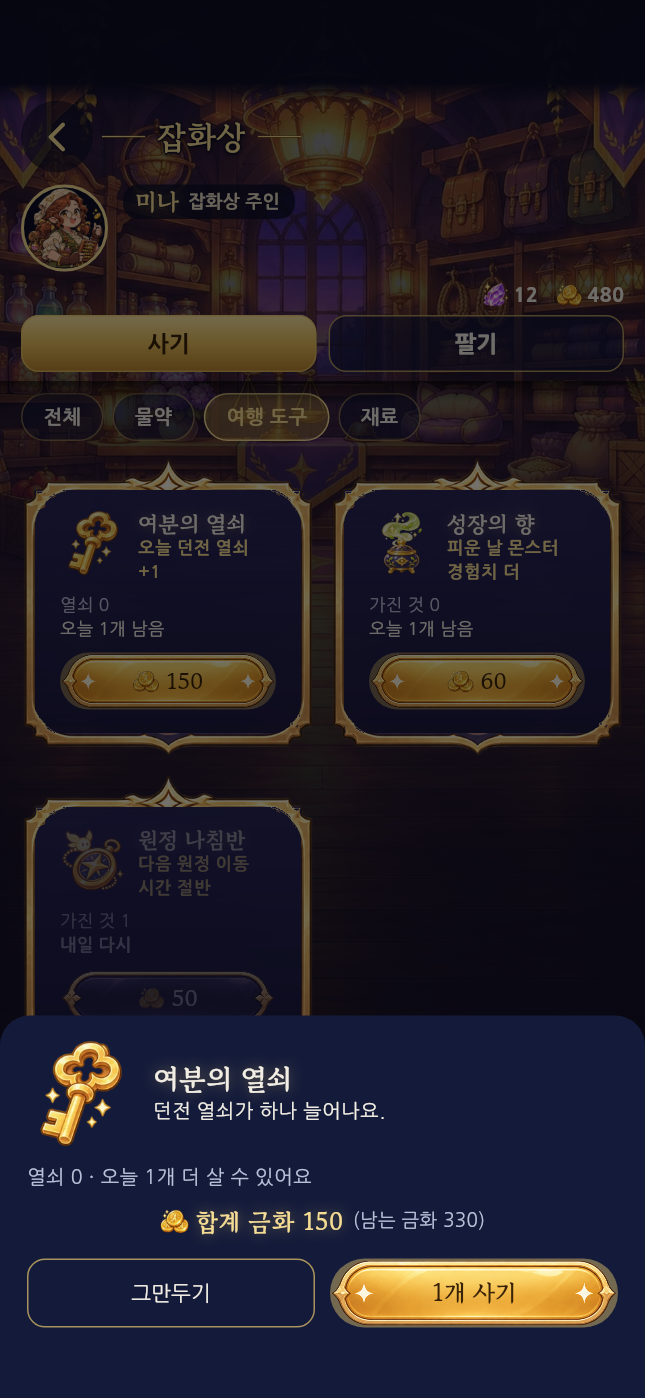 잡화상
미나 잡화상 주인
12 480
사기 팔기
전체 물약 여행 도구 재료
여분의 열쇠
오늘 던전 열쇠
+1
열쇠 0
오늘 1개 남음
150
성장의 향
피운 날 몬스터
경험치 더
가진 것 0
오늘 1개 남음
60
원정 나침반
다음 원정 이동
시간 절반
가진 것 1
내일 다시
50
여분의 열쇠
던전 열쇠가 하나 늘어나요.
열쇠 0 · 오늘 1개 더 살 수 있어요
합계 금화 150 (남는 금화 330)
그만두기 1개 사기